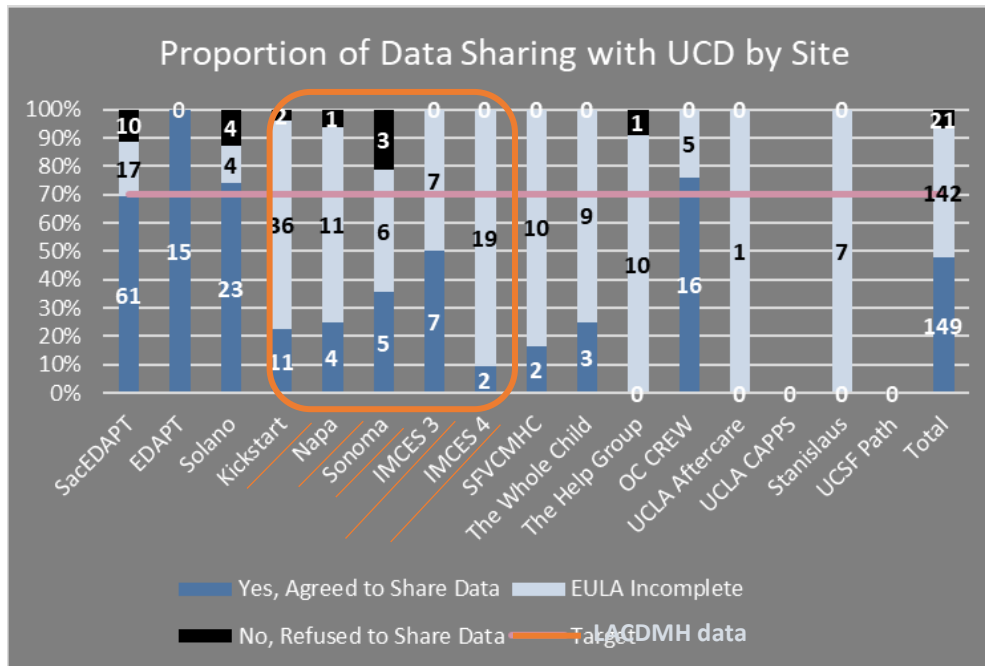 Proportion of Data Sharing with UCD by Site
100%
90%
80%
70%
60%
50%
40%
30%
20%
10%
0%
10 0 4 2 1 3 0 0 0 0 1 0 0 0 21
17 4 36 11 6 7 19 10 9 10 5 1 7 142
61 15 23 11 4 5 7 2 2 3 0 16 0 0 0 0 149
SacEDAPT
EDAPT
Solano
Kickstart
Napa
Sonoma
IMCES 3
IMCES 4
SFVCMHC
The Whole Child
The Help Group
OC CREW
UCLA Aftercare
UCLA CAPPS
Stanislaus
UCSF Path
Total
Yes, Agreed to Share Data EULA Incomplete
No, Refused to Share Data Target LACDMH data